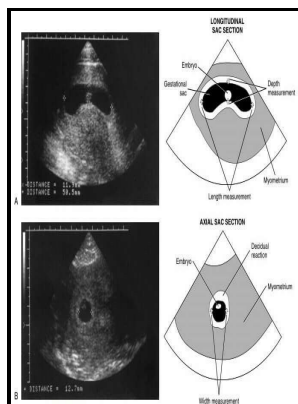 LONGITUDINAL
SAC SECTION
Embryo
Gestational
sac
Depth
measurement
Myometrium
Length measurement
DISTANCE =
DISTANCE = 50.5mm
A
AXIAL SAC SECTION
Decidual
reaction
Embryo
Myometrium
Width measurement
DISTANCE = 12.7mm
B